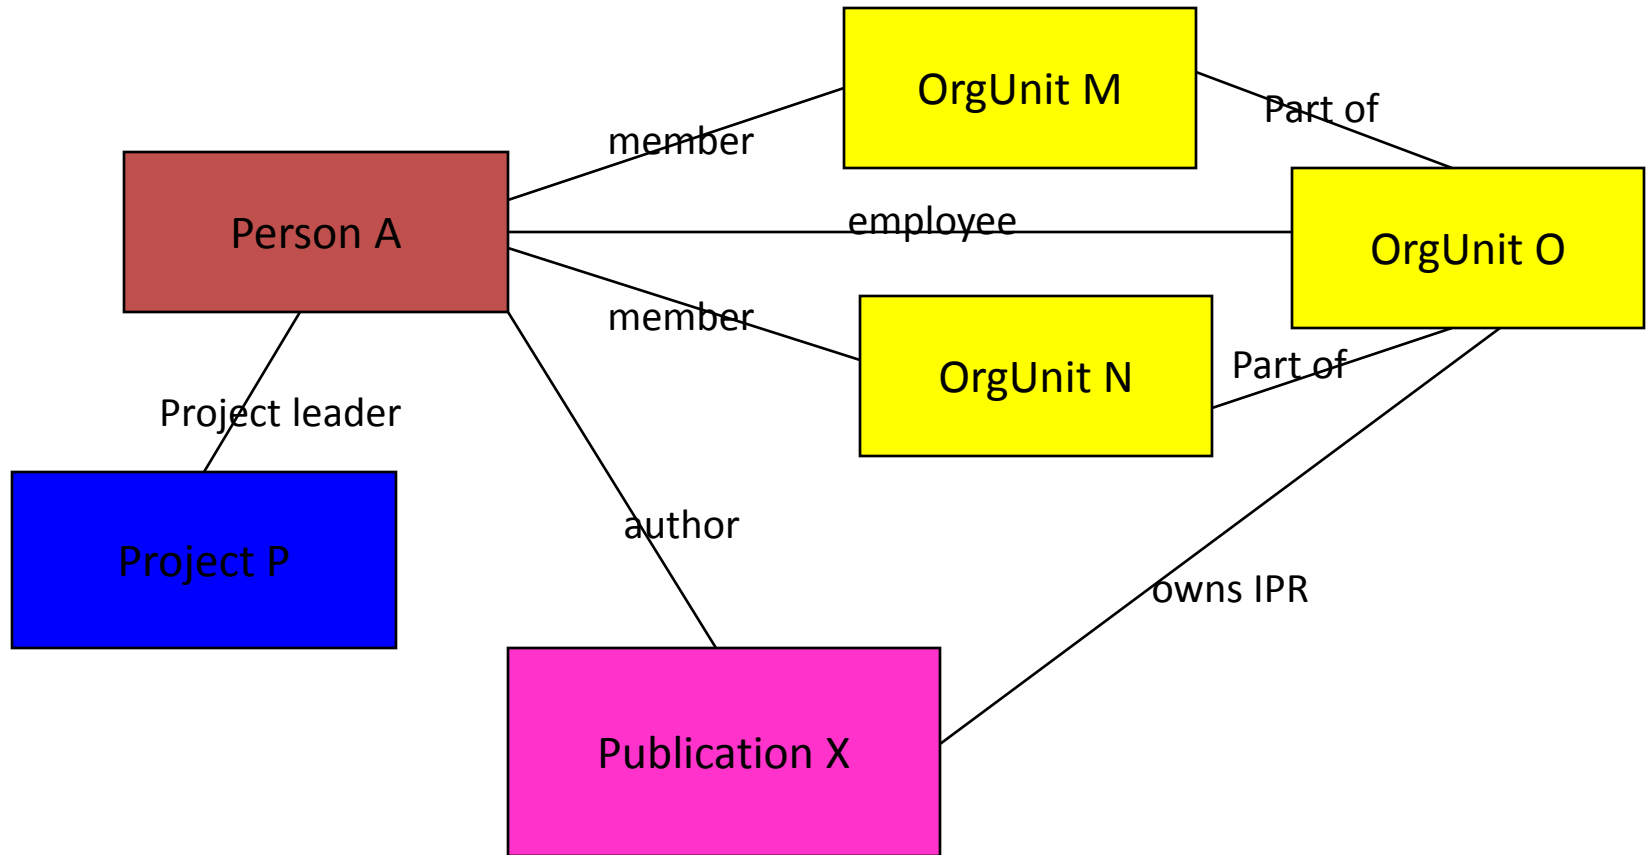 OrgUnit M
Part of
member
Person A
employee
OrgUnit O
member
OrgUnit N
Part of
Project leader
author
Project P
owns IPR
Publication X